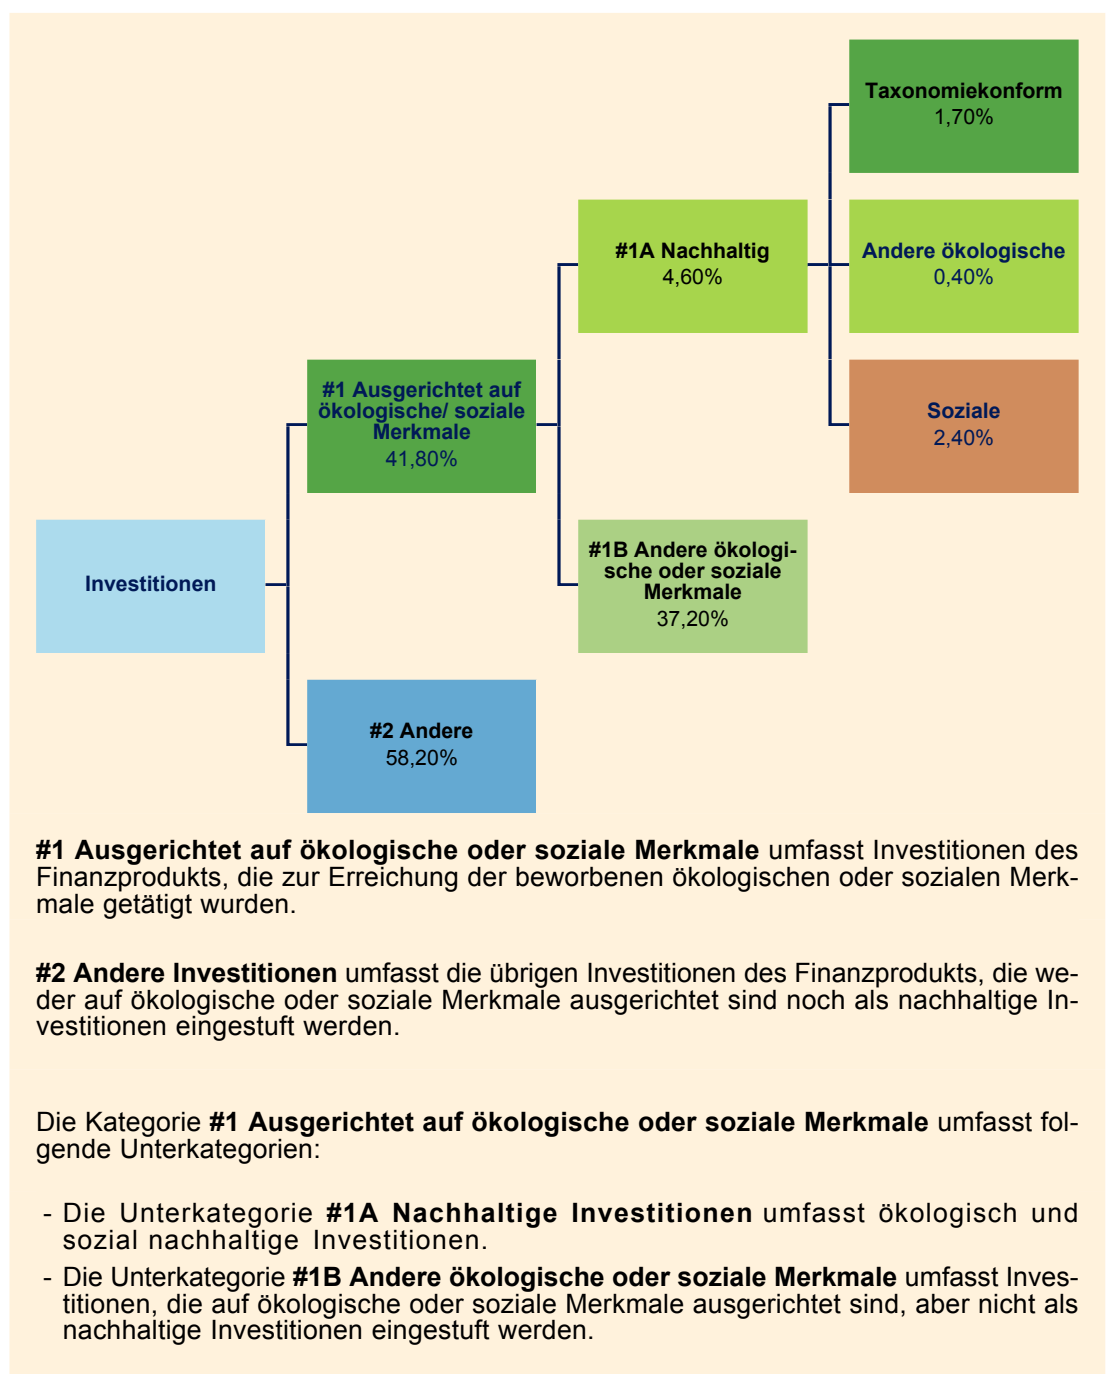 Taxonomiekonform
1,70%
#1A Nachhaltig
4,60%
Andere ökologische
0,40%
#1 Ausgerichtet auf
ökologische/ soziale
Merkmale
41,80%
Soziale
2,40%
Investitionen
#1B Andere ökologi-
sche oder soziale
Merkmale
37,20%
#2 Andere
58,20%
#1 Ausgerichtet auf ökologische oder soziale Merkmale umfasst Investitionen des
Finanzprodukts, die zur Erreichung der beworbenen ökologischen oder sozialen Merk-
male getätigt wurden.
#2 Andere Investitionen umfasst die übrigen Investitionen des Finanzprodukts, die we-
der auf ökologische oder soziale Merkmale ausgerichtet sind noch als nachhaltige In-
vestitionen eingestuft werden.
Die Kategorie #1 Ausgerichtet auf ökologische oder soziale Merkmale umfasst fol-
gende Unterkategorien:
- Die Unterkategorie #1A Nachhaltige Investitionen umfasst ökologisch und
sozial nachhaltige Investitionen.
- Die Unterkategorie #1B Andere ökologische oder soziale Merkmale umfasst Inves-
titionen, die auf ökologische oder soziale Merkmale ausgerichtet sind, aber nicht als
nachhaltige Investitionen eingestuft werden.